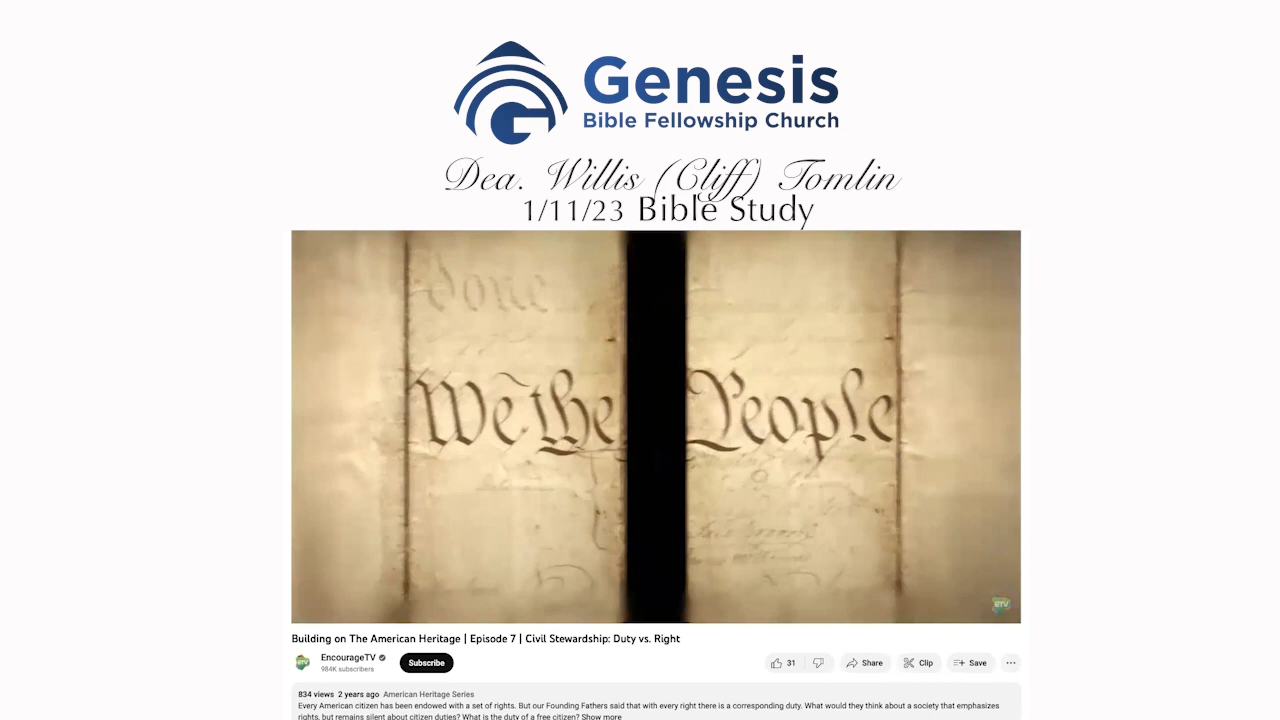 Genesis
Bible Fellowship Church
Dea. Willis (Cliff) Tomlin
1/11/23 Bible Study
done
We the People
ETV
Building on The American Heritage | Episode 7 | Civil Stewardship: Duty vs. Right
EncourageTV
984K subscribers
Subscribe
31
Share
Clip
Save
834 views 2 years ago American Heritage Series
Every American citizen has been endowed with a set of rights. But our Founding Fathers said that with every right there is a corresponding duty. What would they think about a society that emphasizes
rights, but remains silent about citizen duties? What is the duty of a free citizen? Show more